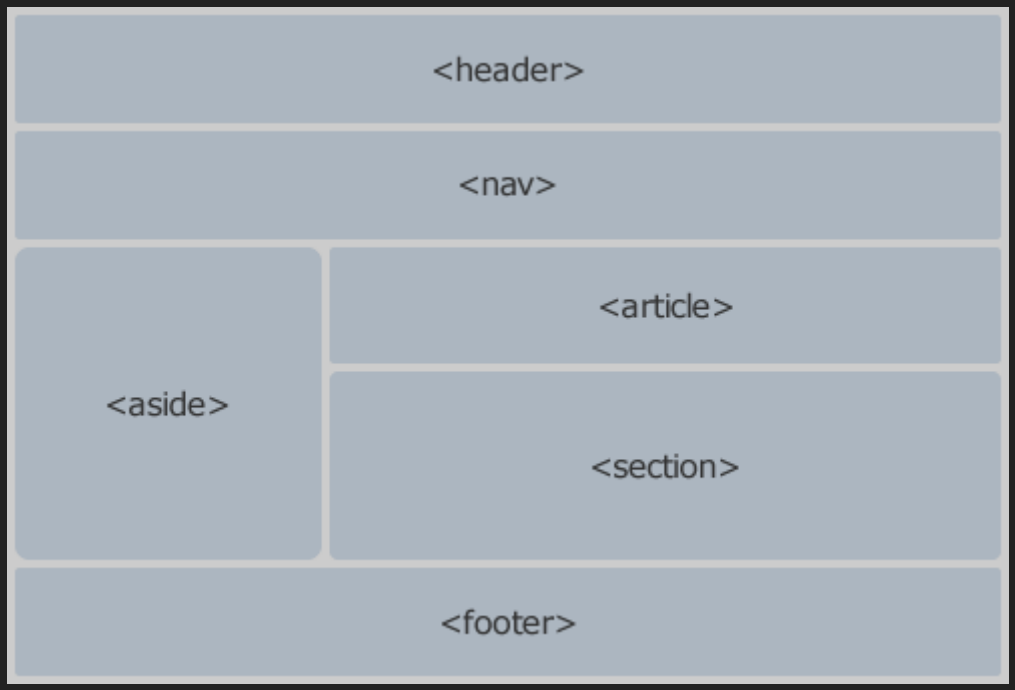 <header>
<nav>
<aside>
<article>
<section>
<footer>